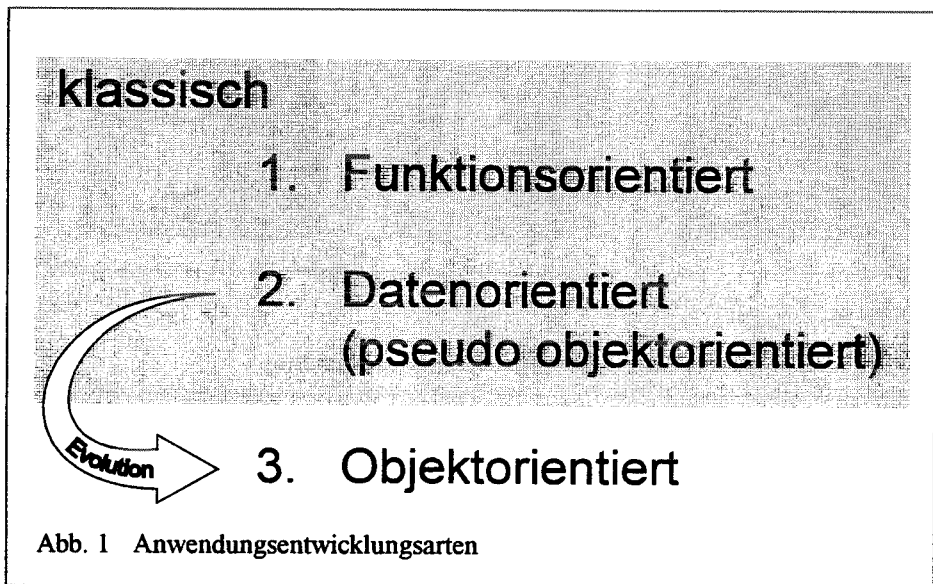 klassisch
1. Funktionsorientiert
2. Datenorientiert
(pseudo objektorientiert)
Evolution
3. Objektorientiert
Abb. 1 Anwendungsentwicklungsarten